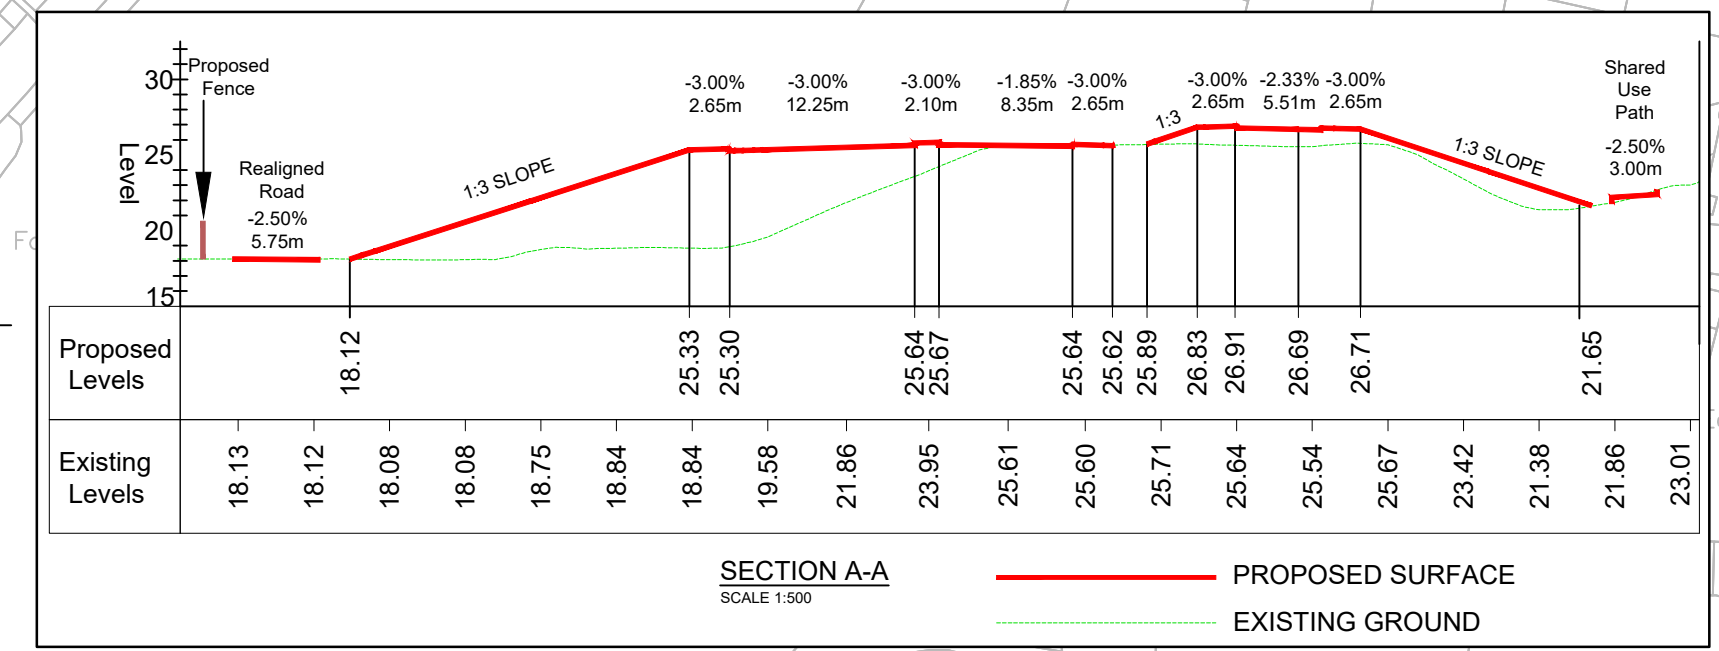 Proposed
Fence
30
25
20
15
Level
Realigned
Road
-2.50%
5.75m
1:3 SLOPE
-3.00%
2.65m
-3.00%
12.25m
-3.00%
2.10m
-1.85%
8.35m
-3.00%
2.65m
1:3
-3.00%
2.65m
-2.33%
5.51m
-3.00%
2.65m
1:3 SLOPE
Shared
Use
Path
-2.50%
3.00m
Proposed
Levels
18.12
25.33
25.30
25.64
25.67
25.64
25.62
25.89
26.83
26.91
26.69
26.71
21.65
Existing
Levels
18.13
18.12
18.08
18.08
18.75
18.84
18.84
19.58
21.86
23.95
25.61
25.60
25.71
25.64
25.54
25.67
23.42
21.38
21.86
23.01
SECTION A-A
SCALE 1:500
PROPOSED SURFACE
EXISTING GROUND